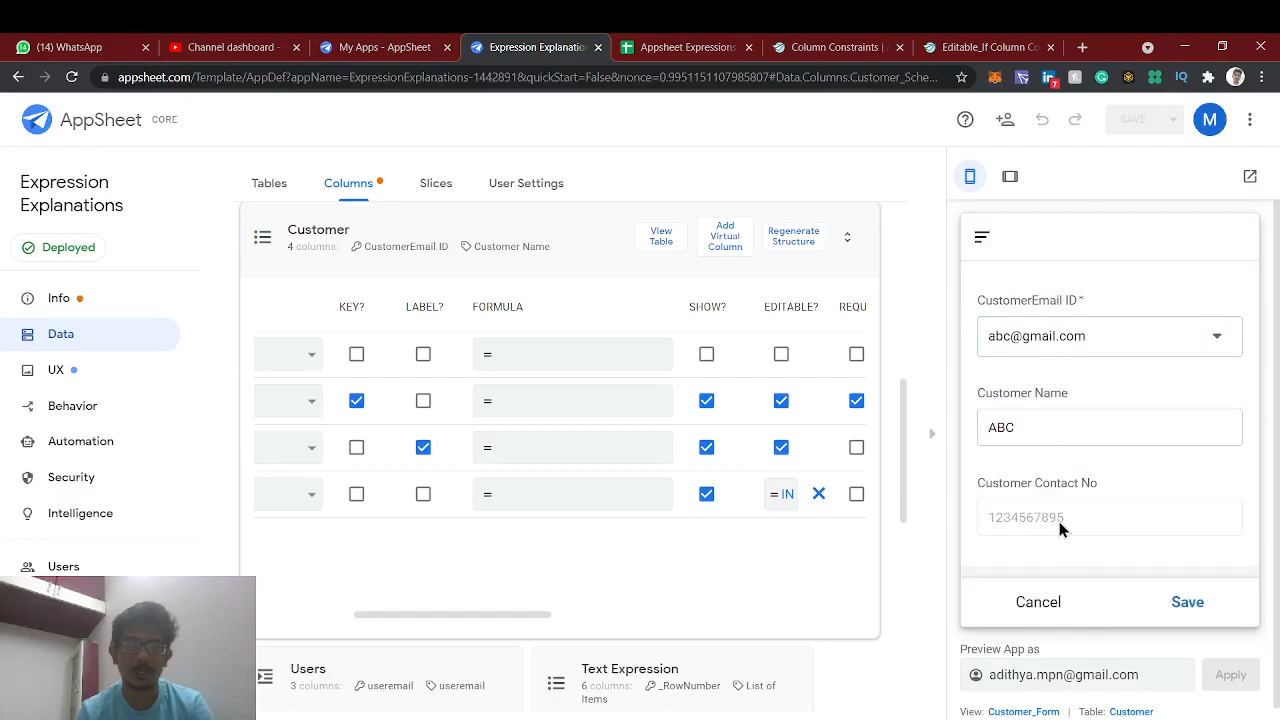 14
(14) WhatsApp
Channel dashboard -
My Apps - AppSheet
Expression Explanatio
Appsheet Expressions
Column Constraints | A
Editable_If Column Co
appsheet.com/Template/AppDef?appName=ExpressionExplanations-1442891&quickStart=False&nonce=0.9951151107985807#Data.Columns.Customer_Sche...
7
IQ
AppSheet CORE
SAVE
M
Expression
Explanations
Deployed
Info
Data
UX
Behavior
Automation
Security
Intelligence
Users
Tables
Columns
Slices
User Settings
Customer
4 columns: CustomerEmail ID Customer Name
View
Table
Add
Virtual
Column
Regenerate
Structure
KEY? LABEL? FORMULA SHOW? EDITABLE? REQU
=
=
=
= = IN
Users
3 columns: useremail useremail
Text Expression
6 columns: _RowNumber List of
Items
CustomerEmail ID*
abc@gmail.com
Customer Name
ABC
Customer Contact No
1234567895
Cancel Save
Preview App as
adithya.mpn@gmail.com Apply
View: Customer_Form | Table: Customer